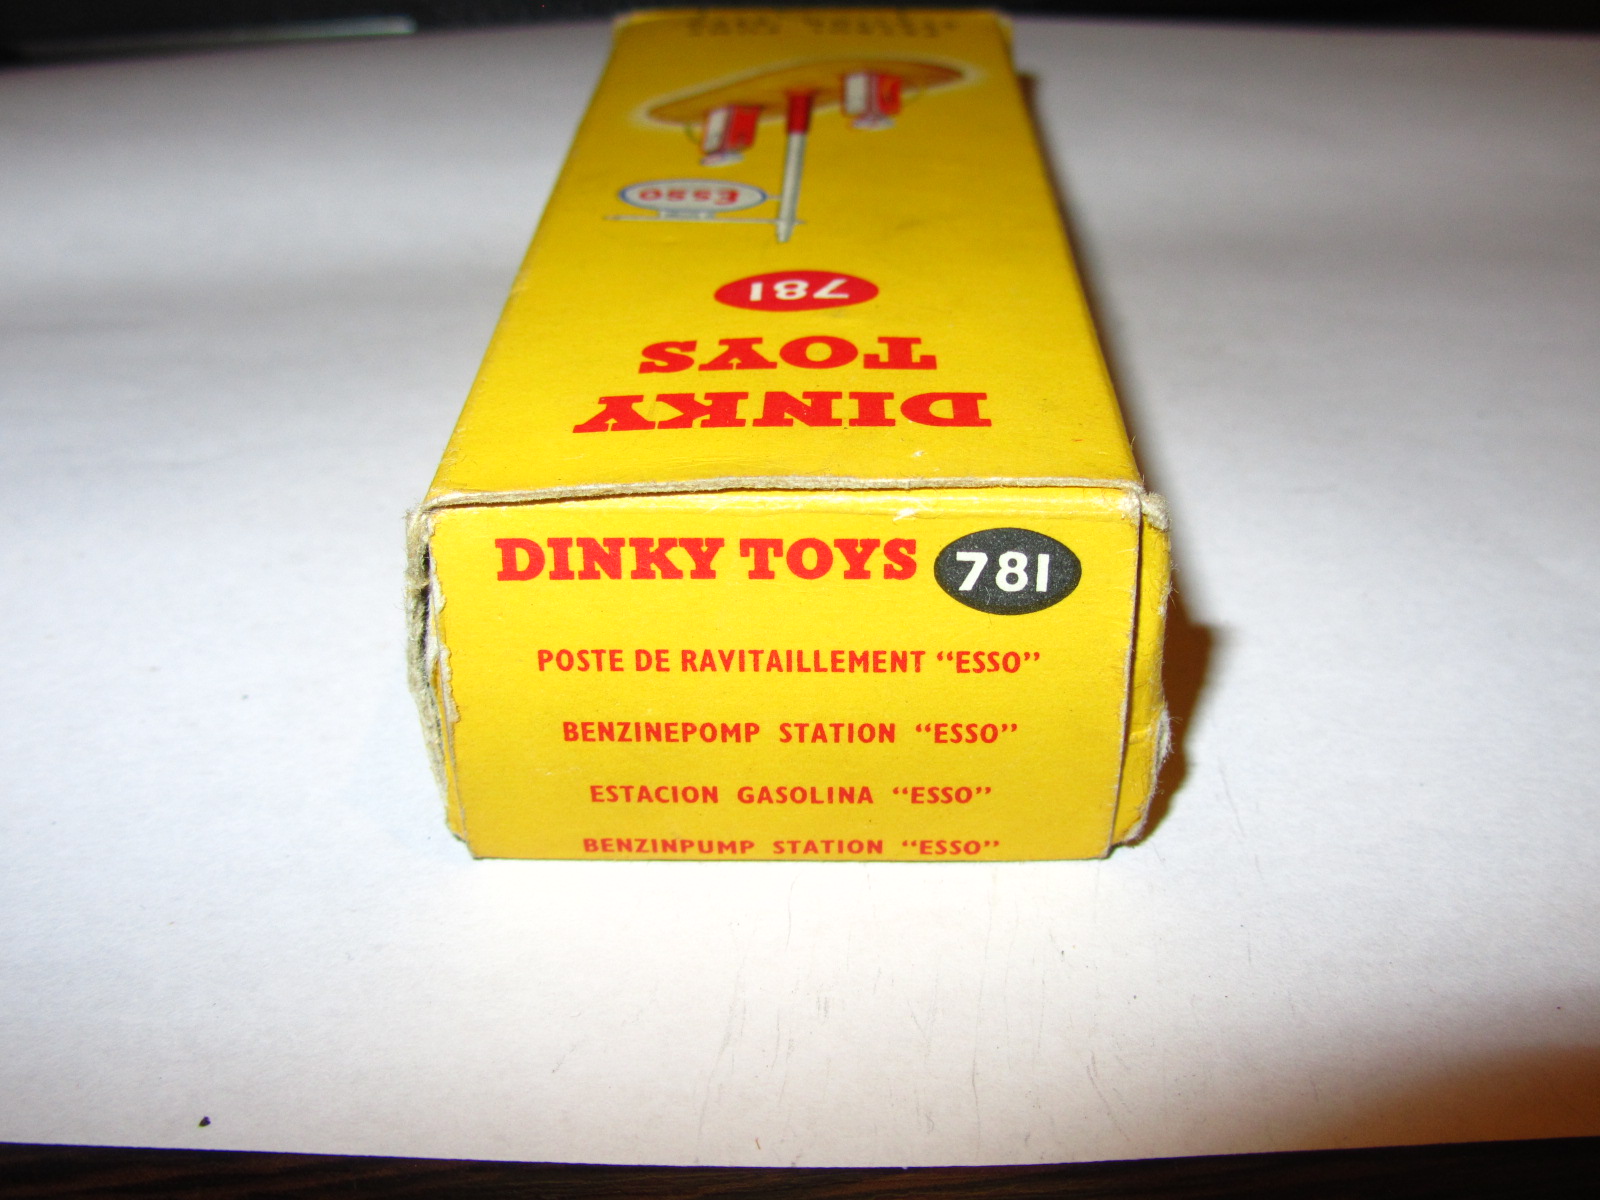 Esso
781
DINKY
TOYS
DINKY TOYS 781
POSTE DE RAVITAILLEMENT “ESSO”
BENZINEPOMP STATION “ESSO”
ESTACION GASOLINA “ESSO”
BENZINPUMP STATION “ESSO”